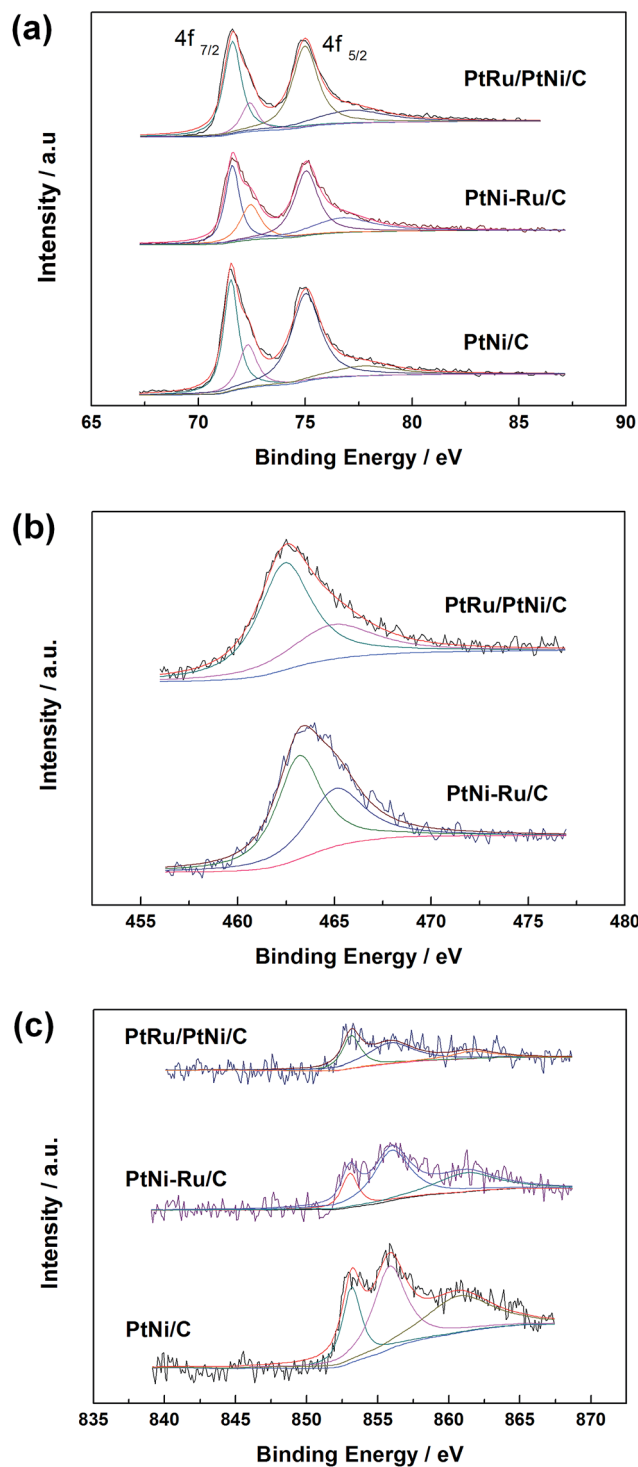 (a)
4f 7/2
4f 5/2
PtRu/PtNi/C
PtNi-Ru/C
PtNi/C
Intensity / a.u
65 70 75 80 85 90
Binding Energy / eV
(b)
PtRu/PtNi/C
PtNi-Ru/C
Intensity / a.u.
455 460 465 470 475 480
Binding Energy / eV
(c)
PtRu/PtNi/C
PtNi-Ru/C
PtNi/C
Intensity / a.u.
835 840 845 850 855 860 865 870
Binding Energy / eV